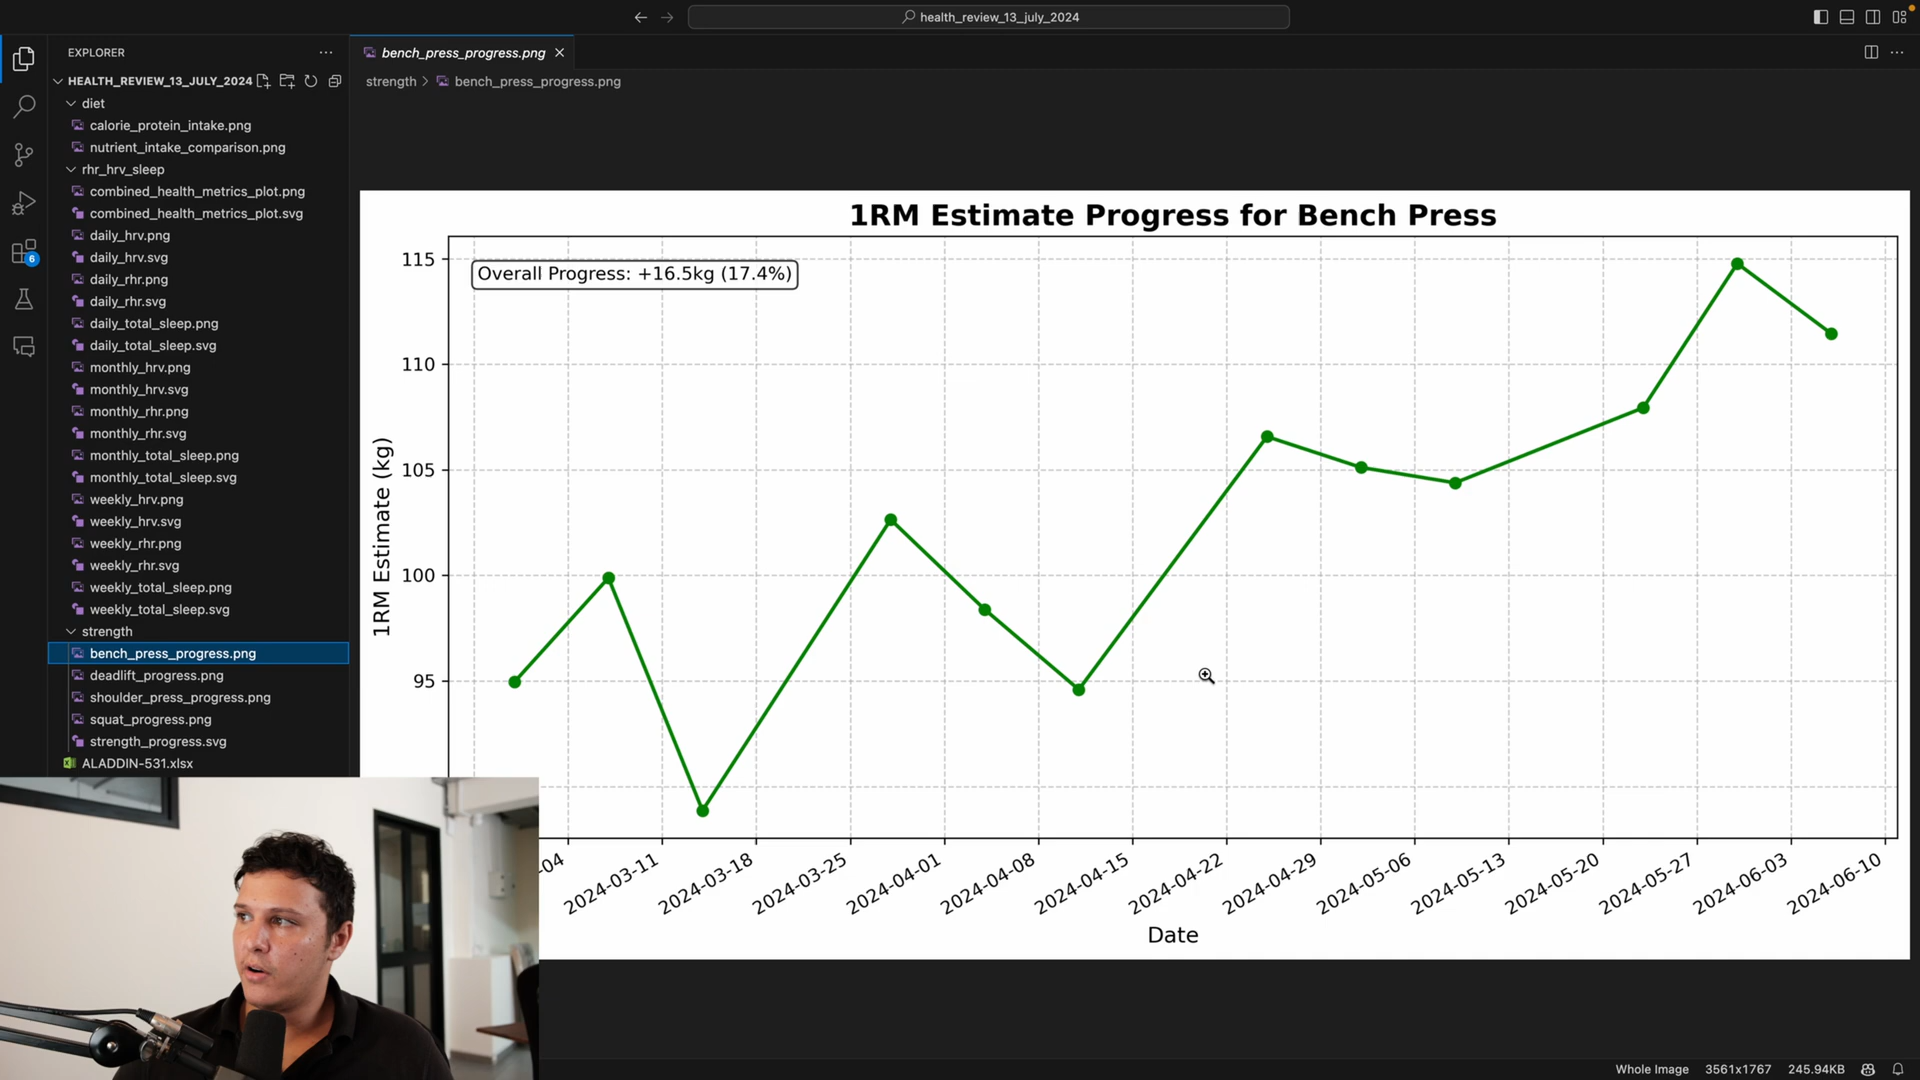 health_review_13_july_2024
EXPLORER
bench_press_progress.png
HEALTH_REVIEW_13_JULY_2024
strength
bench_press_progress.png
diet
calorie_protein_intake.png
nutrient_intake_comparison.png
rhr_hrv_sleep
combined_health_metrics_plot.png
combined_health_metrics_plot.svg
daily_hrv.png
daily_hrv.svg
daily_rhr.png
daily_rhr.svg
daily_total_sleep.png
daily_total_sleep.svg
monthly_hrv.png
monthly_hrv.svg
monthly_rhr.png
monthly_rhr.svg
monthly_total_sleep.png
monthly_total_sleep.svg
weekly_hrv.png
weekly_hrv.svg
weekly_rhr.png
weekly_rhr.svg
weekly_total_sleep.png
weekly_total_sleep.svg
strength
bench_press_progress.png
deadlift_progress.png
shoulder_press_progress.png
squat_progress.png
strength_progress.svg
ALADDIN-531.xlsx
6
1RM Estimate Progress for Bench Press
Overall Progress: +16.5kg (17.4%)
115
110
105
100
95
1RM Estimate (kg)
-04
2024-03-11
2024-03-18
2024-03-25
2024-04-01
2024-04-08
2024-04-15
2024-04-22
2024-04-29
2024-05-06
2024-05-13
2024-05-20
2024-05-27
2024-06-03
2024-06-10
Date
Whole Image
3561x1767
245.94KB